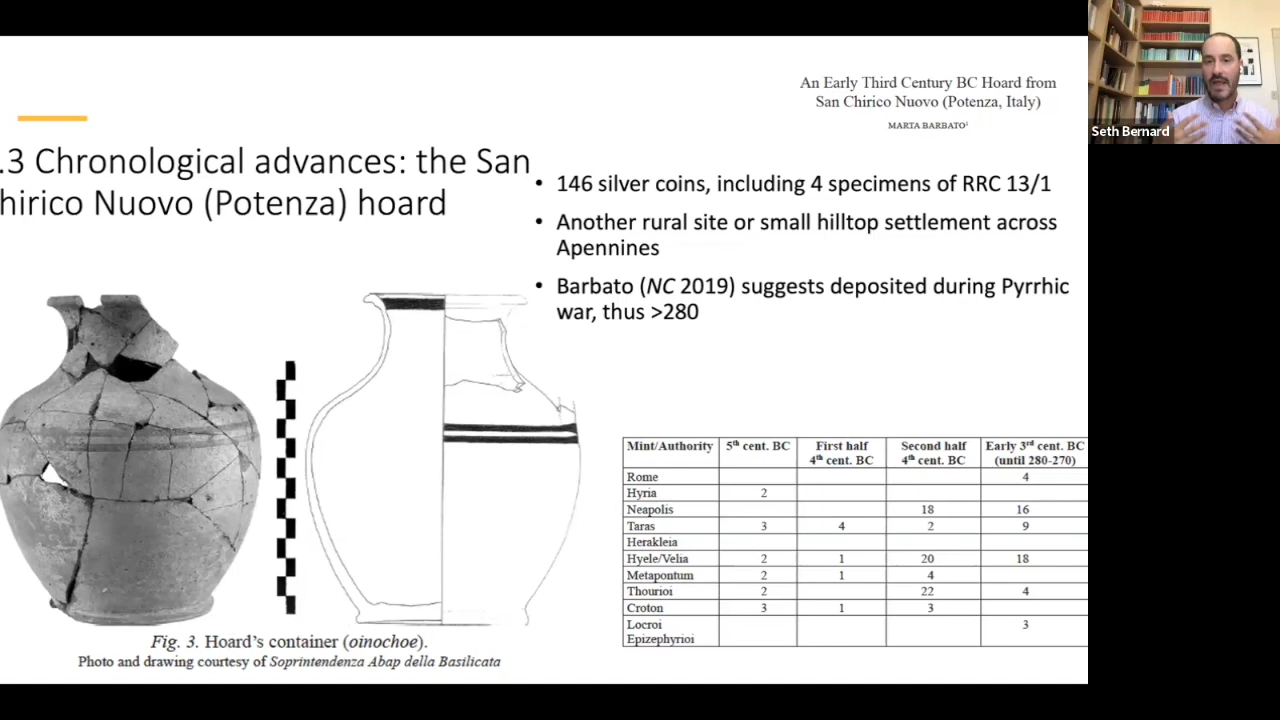 An Early Third Century BC Hoard from
San Chirico Nuovo (Potenza, Italy)
MARTA BARBATO¹
Seth Bernard
.3 Chronological advances: the San
hirico Nuovo (Potenza) hoard
• 146 silver coins, including 4 specimens of RRC 13/1
• Another rural site or small hilltop settlement across
Apennines
• Barbato (NC 2019) suggests deposited during Pyrrhic
war, thus >280
Fig. 3. Hoard's container (oinochoe).
Photo and drawing courtesy of Soprintendenza Abap della Basilicata
Mint/Authority 5th cent. BC First half Second half Early 3rd cent. BC
4th cent. BC 4th cent. BC (until 280-270)
Rome 4
Hyria 2
Neapolis 18 16
Taras 3 4 2 9
Herakleia
Hyele/Velia 2 1 20 18
Metapontum 2 1 4
Thourioi 2 22 4
Croton 3 1 3
Locroi 3
Epizephyrioi